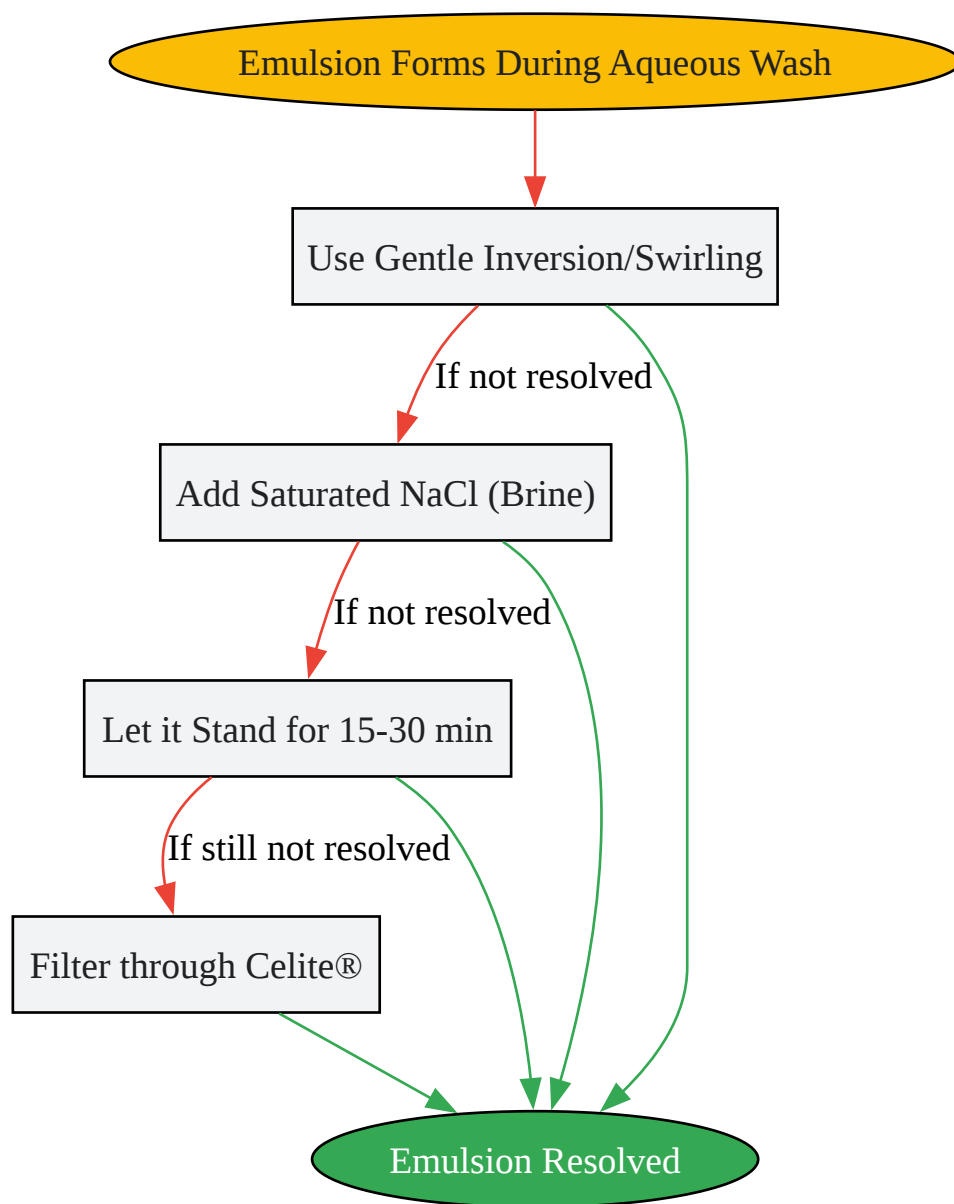 Emulsion Forms During Aqueous Wash
Use Gentle Inversion/Swirling
If not resolved
Add Saturated NaCl (Brine)
If not resolved
Let it Stand for 15-30 min
If still not resolved
Filter through Celite®
Emulsion Resolved